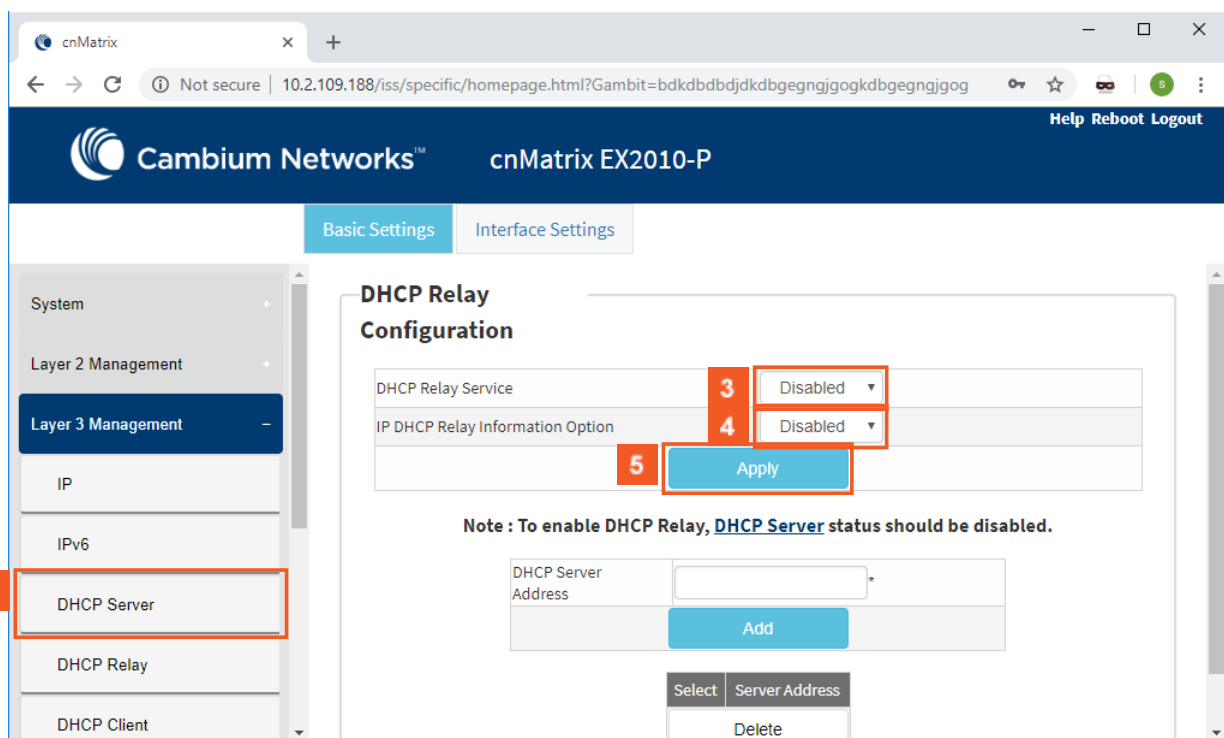 cnMatrix
Not secure | 10.2.109.188/iss/specific/homepage.html?Gambit=bdkdbdbdjdkdbgegngjgogkdbgegngjgog
S
Help Reboot Logout
Cambium Networks™
cnMatrix EX2010-P
Basic Settings
Interface Settings
System
Layer 2 Management
Layer 3 Management
IP
IPv6
DHCP Server
DHCP Relay
DHCP Client
DHCP Relay
Configuration
DHCP Relay Service
3
Disabled
IP DHCP Relay Information Option
4
Disabled
5
Apply
Note : To enable DHCP Relay, DHCP Server status should be disabled.
DHCP Server
Address
*
Add
Select
Server Address
Delete